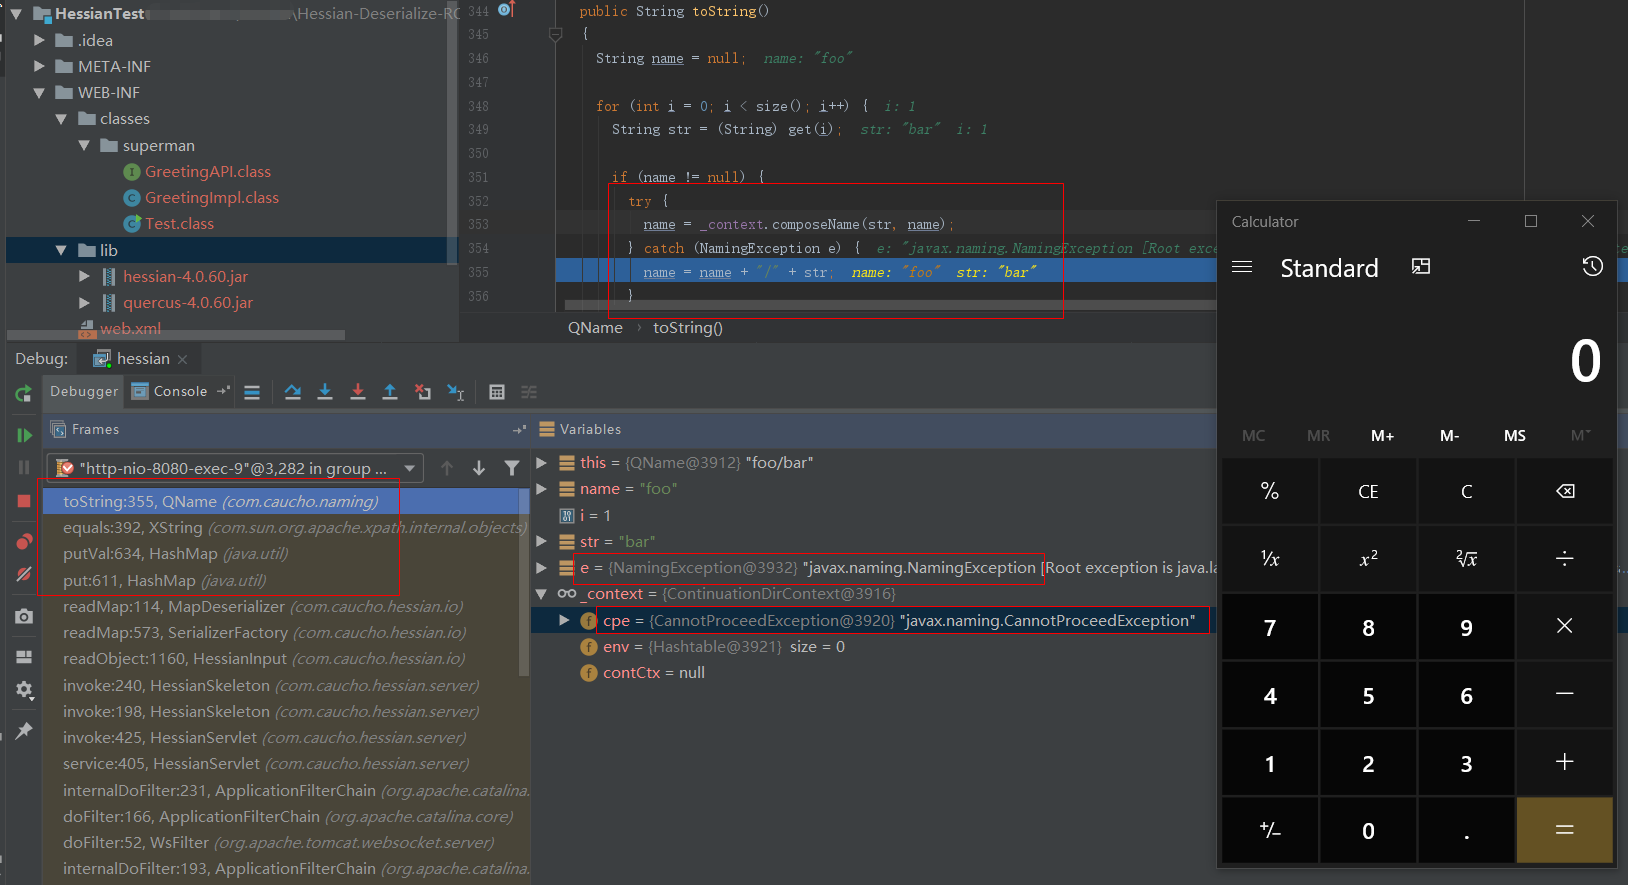 HessianTest \Hessian-Deserialize-RC
.idea
META-INF
WEB-INF
classes
superman
GreetingAPI.class
GreetingImpl.class
Test.class
lib
hessian-4.0.60.jar
quercus-4.0.60.jar
web.xml
344 public String toString()
345 {
346 String name = null; name: "foo"
347
348 for (int i = 0; i < size(); i++) { i: 1
349 String str = (String) get(i); str: "bar" i: 1
350
351 if (name != null) {
352 try {
353 name = _context.composeName(str, name);
354 } catch (NamingException e) { e: "javax.naming.NamingException [Root exce
355 name = name + "/" + str; name: "foo" str: "bar"
356 }
QName › toString()
Debug: hessian
Debugger Console
Frames
"http-nio-8080-exec-9"@3,282 in group ...
toString:355, QName (com.caucho.naming)
equals:392, XString (com.sun.org.apache.xpath.internal.objects)
putVal:634, HashMap (java.util)
put:611, HashMap (java.util)
readMap:114, MapDeserializer (com.caucho.hessian.io)
readMap:573, SerializerFactory (com.caucho.hessian.io)
readObject:1160, HessianInput (com.caucho.hessian.io)
invoke:240, HessianSkeleton (com.caucho.hessian.server)
invoke:198, HessianSkeleton (com.caucho.hessian.server)
invoke:425, HessianServlet (com.caucho.hessian.server)
service:405, HessianServlet (com.caucho.hessian.server)
internalDoFilter:231, ApplicationFilterChain (org.apache.catalina.
doFilter:166, ApplicationFilterChain (org.apache.catalina.core)
doFilter:52, WsFilter (org.apache.tomcat.websocket.server)
internalDoFilter:193, ApplicationFilterChain (org.apache.catalina.
Variables
this = {QName@3912} "foo/bar"
name = "foo"
i = 1
str = "bar"
e = {NamingException@3932} "javax.naming.NamingException [Root exception is java.la
_context = {ContinuationDirContext@3916}
cpe = {CannotProceedException@3920} "javax.naming.CannotProceedException"
env = {Hashtable@3921} size = 0
contCtx = null
Calculator
Standard
0
MC MR M+ M- MS M˅
% CE C
¹/x x² ²√x ÷
7 8 9 ×
4 5 6 −
1 2 3 +
+/− 0 . =